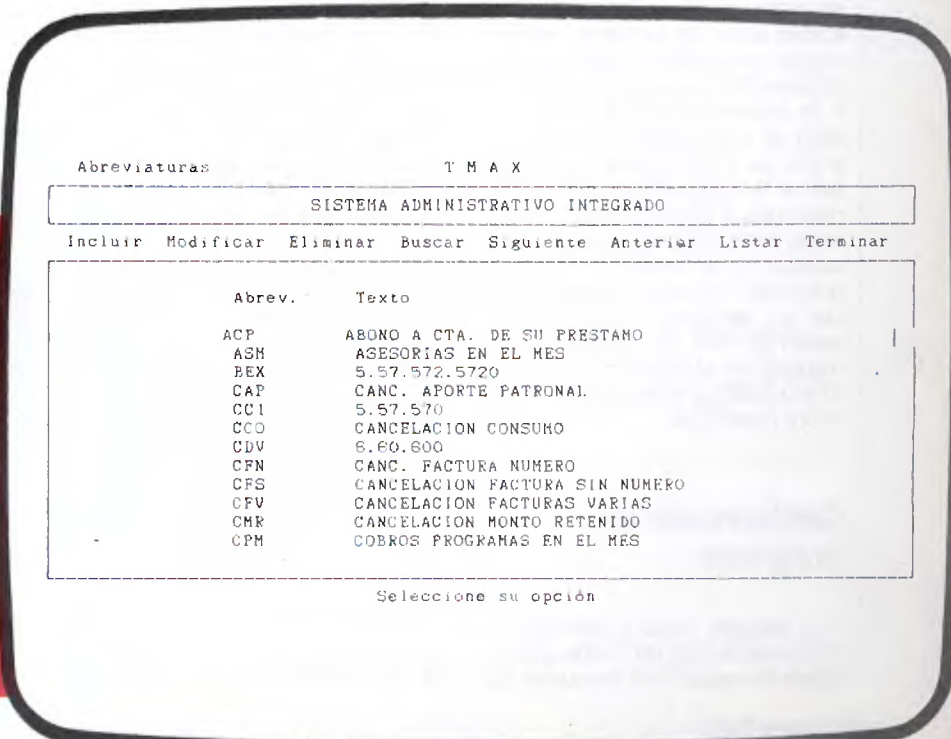 Abreviaturas T M A X
SISTEMA ADMINISTRATIVO INTEGRADO
Incluir Modificar Eliminar Buscar Siguiente Anterior Listar Terminar
Abrev. Texto
ACP ABONO A CTA. DE SU PRESTAMO
ASM ASESORIAS EN EL MES
BEX 5.57.572.5720
CAP CANC. APORTE PATRONAL
CC1 5.57.570
CCO CANCELACION CONSUMO
CDV 6.60.600
CFN CANC. FACTURA NUMERO
CFS CANCELACION FACTURA SIN NUMERO
CFV CANCELACION FACTURAS VARIAS
CMR CANCELACION MONTO RETENIDO
CPM COBROS PROGRAMAS EN EL MES
Seleccione su opción